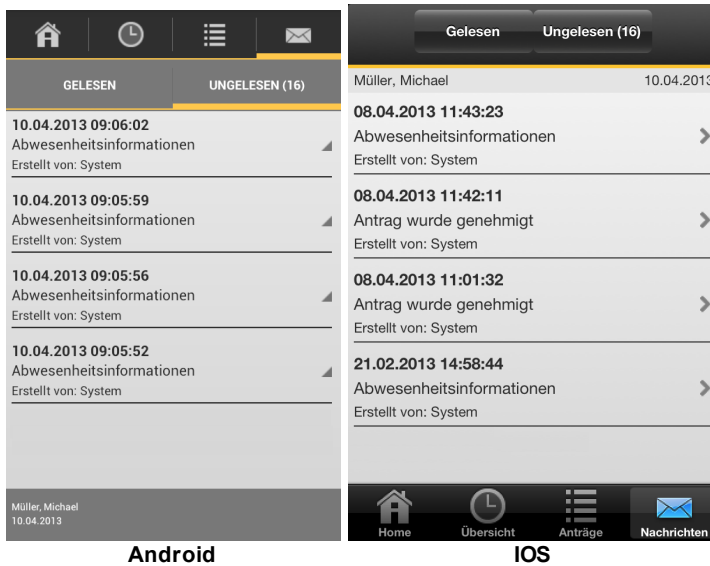 GELESEN UNGELESEN (16)
10.04.2013 09:06:02
Abwesenheitsinformationen
Erstellt von: System
10.04.2013 09:05:59
Abwesenheitsinformationen
Erstellt von: System
10.04.2013 09:05:56
Abwesenheitsinformationen
Erstellt von: System
10.04.2013 09:05:52
Abwesenheitsinformationen
Erstellt von: System
Müller, Michael
10.04.2013
Android
Gelesen Ungelesen (16)
Müller, Michael 10.04.2013
08.04.2013 11:43:23
Abwesenheitsinformationen
Erstellt von: System
08.04.2013 11:42:11
Antrag wurde genehmigt
Erstellt von: System
08.04.2013 11:01:32
Antrag wurde genehmigt
Erstellt von: System
21.02.2013 14:58:44
Abwesenheitsinformationen
Erstellt von: System
Home Übersicht Anträge Nachrichten
IOS